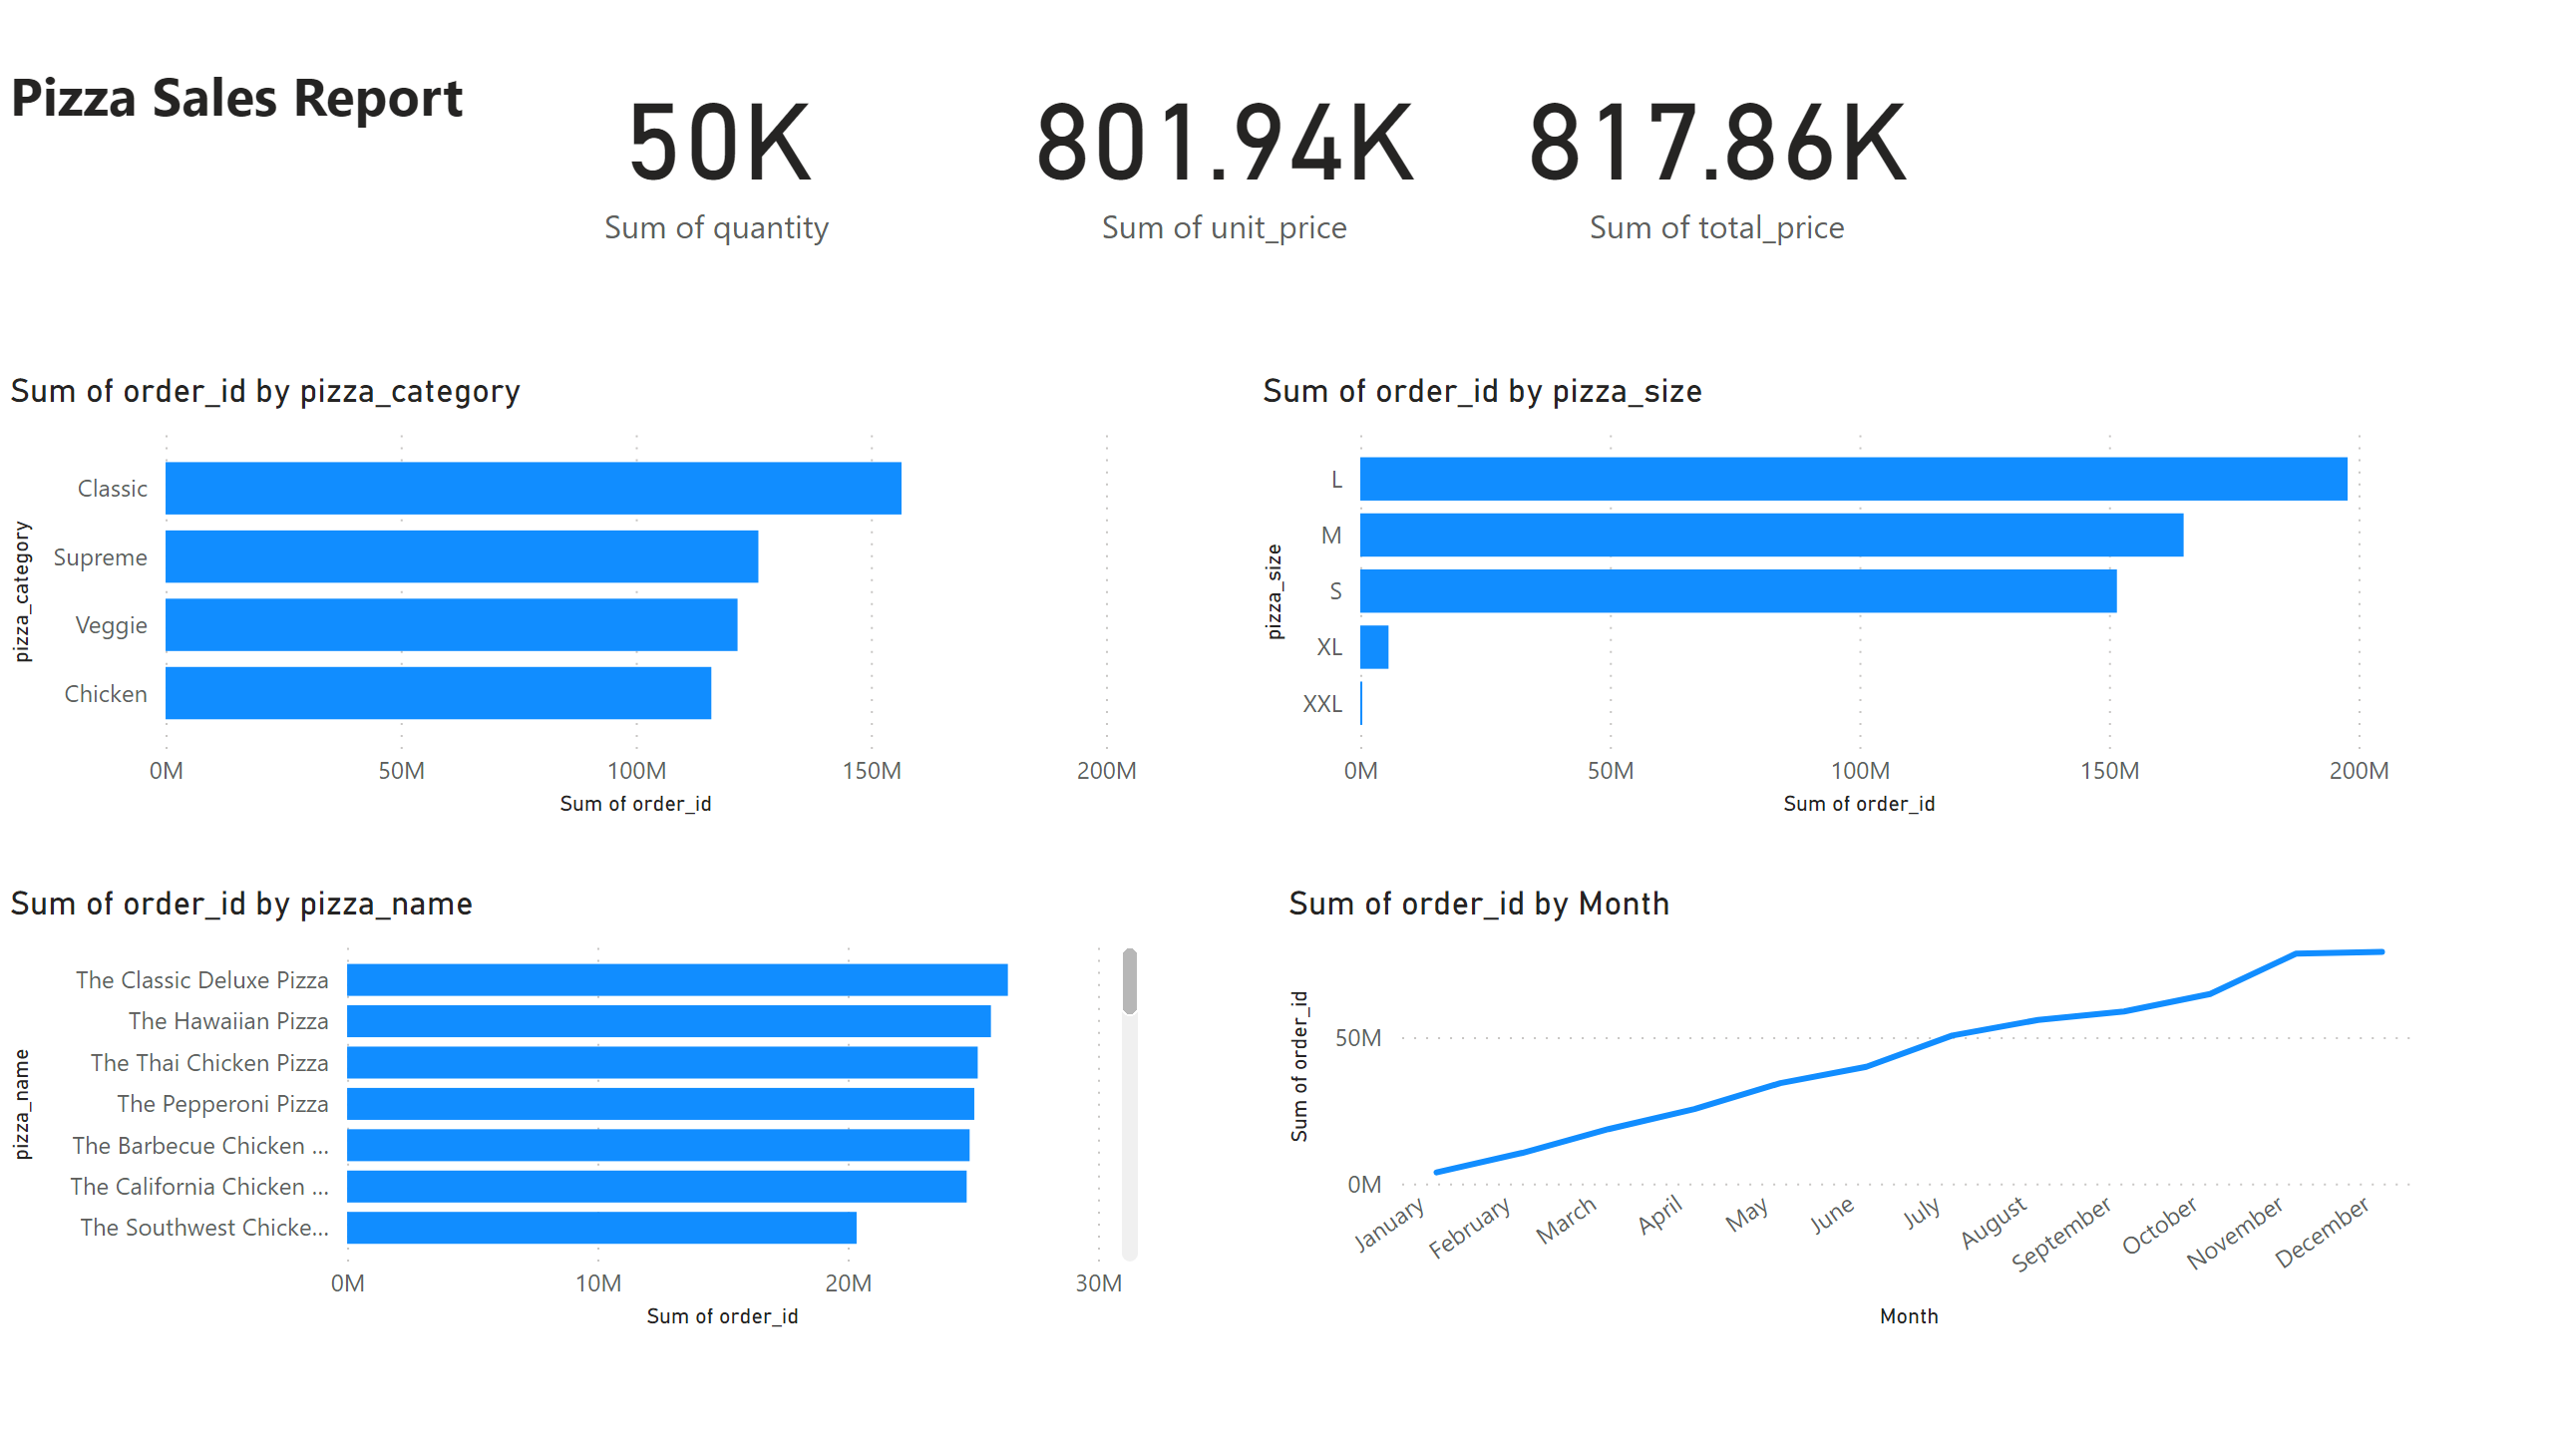 Pizza Sales Report
50K
Sum of quantity
801.94K
Sum of unit_price
817.86K
Sum of total_price
Sum of order_id by pizza_category
pizza_category
Classic
Supreme
Veggie
Chicken
0M 50M 100M 150M 200M
Sum of order_id
Sum of order_id by pizza_size
pizza_size
L
M
S
XL
XXL
0M 50M 100M 150M 200M
Sum of order_id
Sum of order_id by pizza_name
pizza_name
The Classic Deluxe Pizza
The Hawaiian Pizza
The Thai Chicken Pizza
The Pepperoni Pizza
The Barbecue Chicken ...
The California Chicken ...
The Southwest Chicke...
0M 10M 20M 30M
Sum of order_id
Sum of order_id by Month
Sum of order_id
50M
0M
January February March April May June July August September October November December
Month